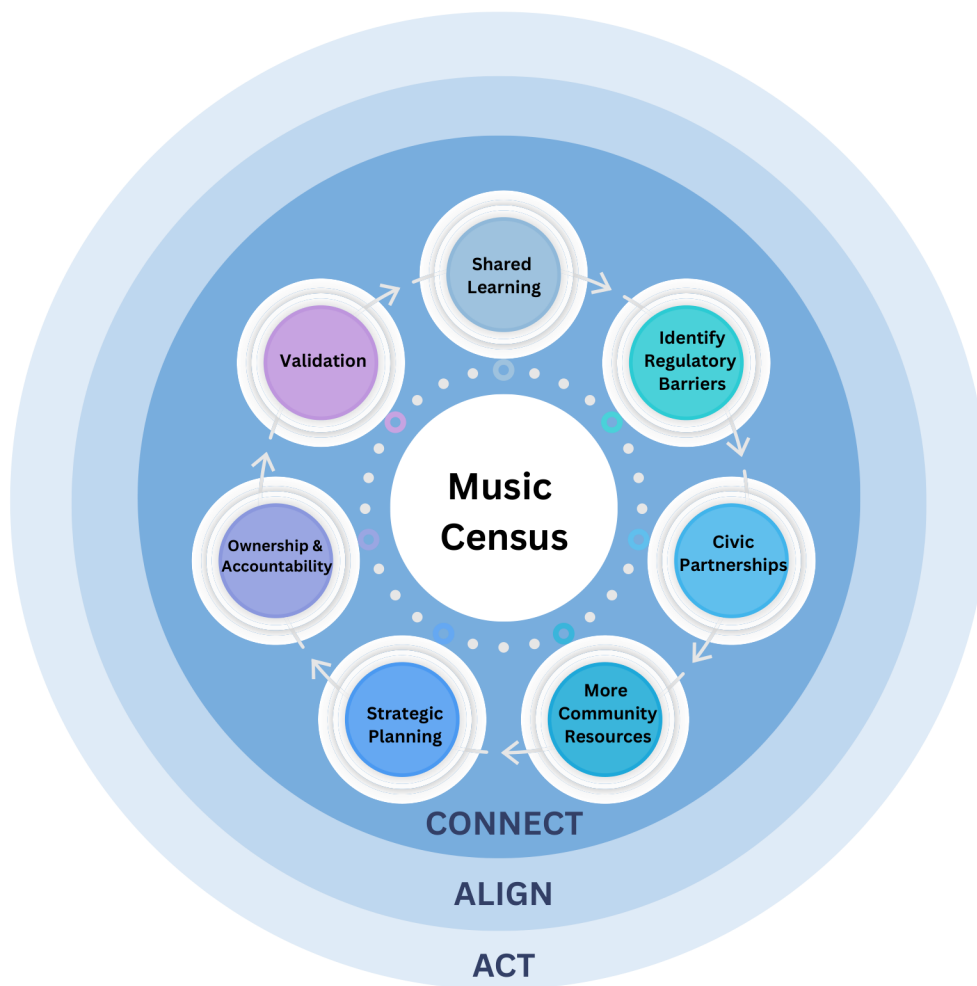 Shared
Learning
Identify
Regulatory
Barriers
Civic
Partnerships
More
Community
Resources
Strategic
Planning
Ownership &
Accountability
Validation
Music
Census
CONNECT
ALIGN
ACT